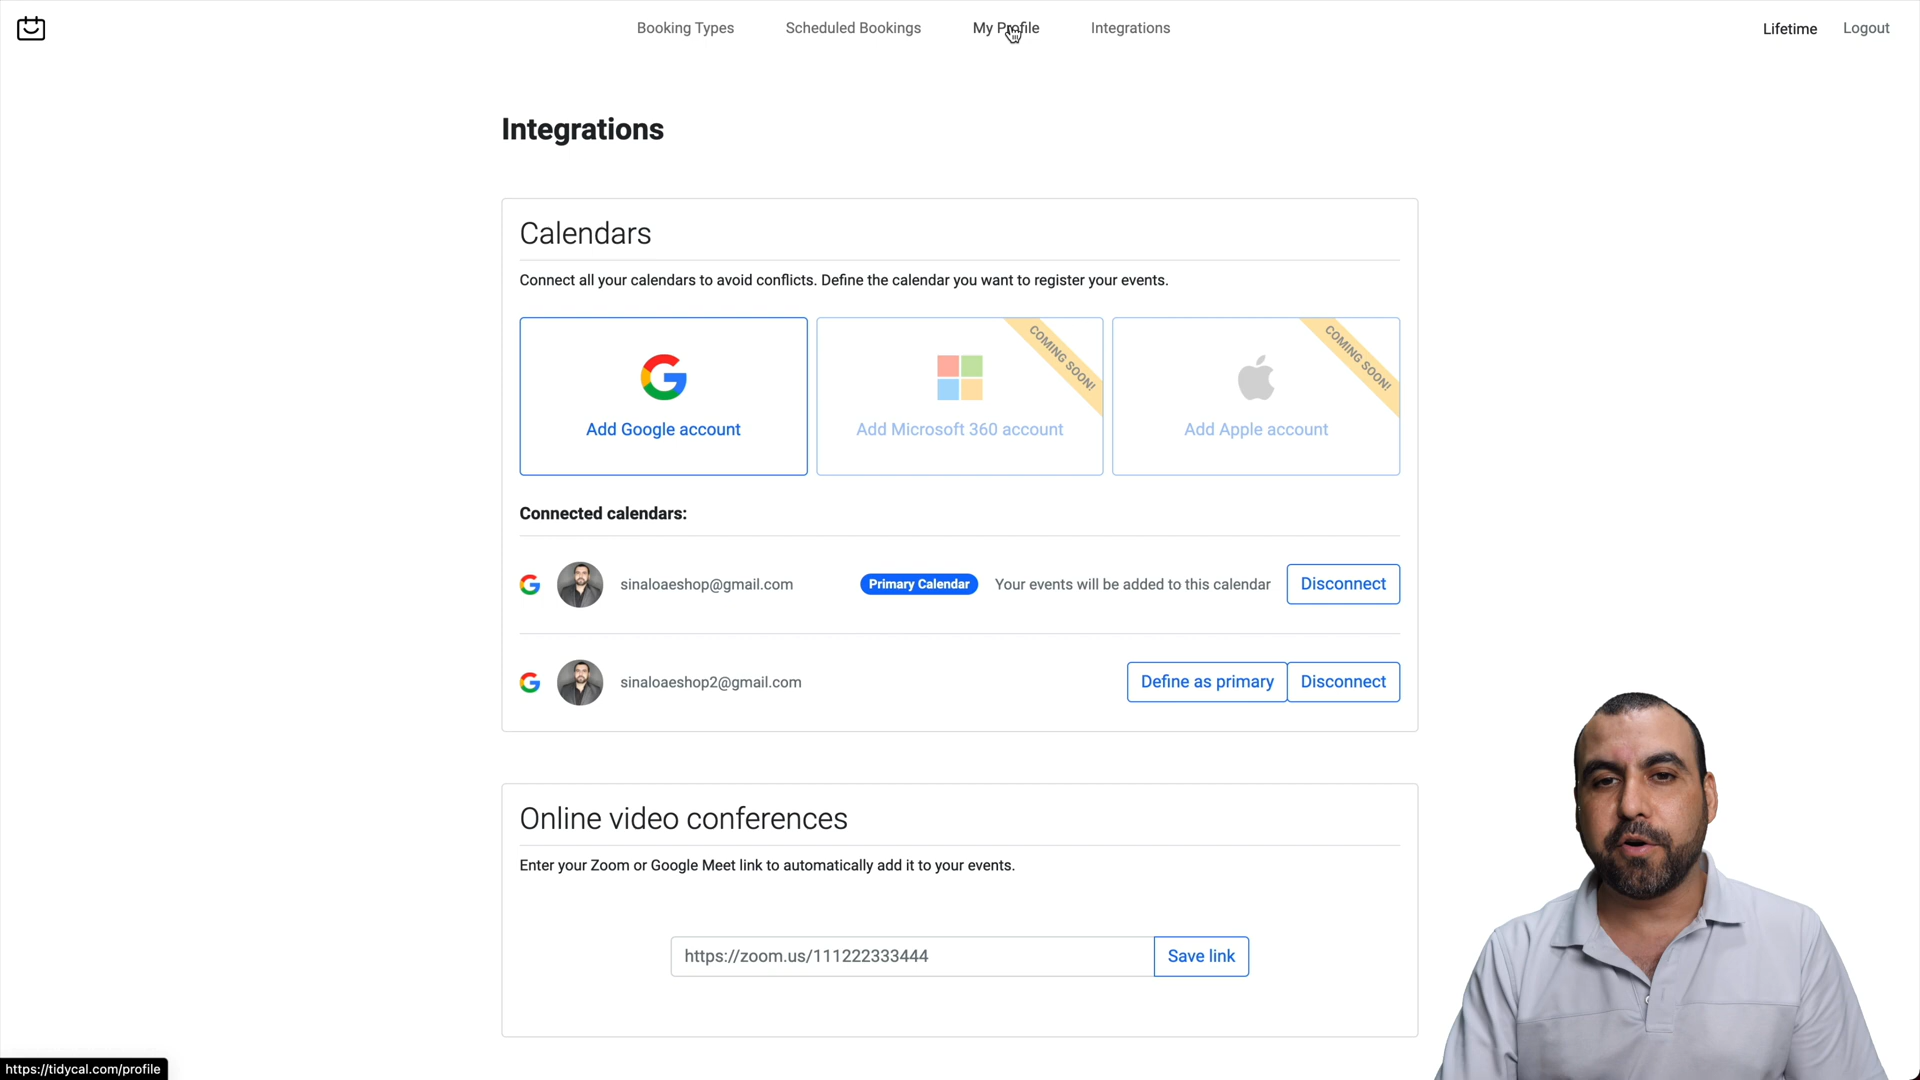 Booking Types
Scheduled Bookings
My Profile
Integrations
Lifetime
Logout
Integrations
Calendars
Connect all your calendars to avoid conflicts. Define the calendar you want to register your events.
COMING SOON!
COMING SOON!
Add Google account
Add Microsoft 360 account
Add Apple account
Connected calendars:
sinaloaeshop@gmail.com
Primary Calendar
Your events will be added to this calendar
Disconnect
sinaloaeshop2@gmail.com
Define as primary
Disconnect
Online video conferences
Enter your Zoom or Google Meet link to automatically add it to your events.
https://zoom.us/111222333444
Save link
https://tidycal.com/profile